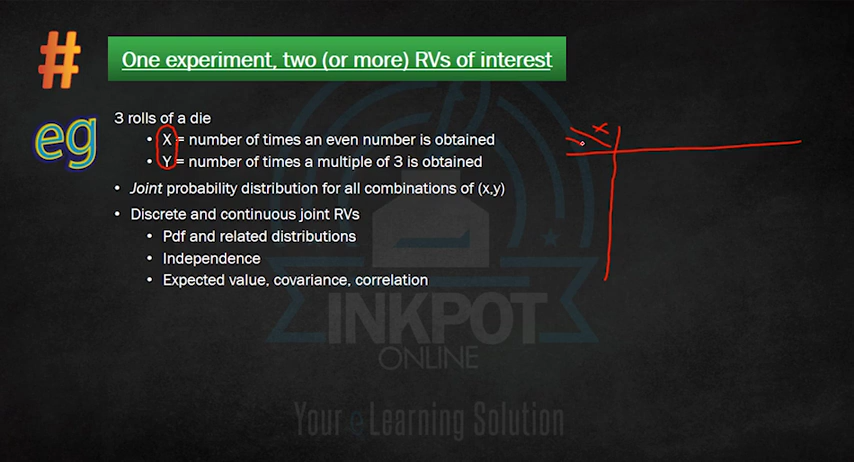 #
One experiment, two (or more) RVs of interest
eg
3 rolls of a die
• X = number of times an even number is obtained
• Y = number of times a multiple of 3 is obtained
• Joint probability distribution for all combinations of (x,y)
• Discrete and continuous joint RVs
• Pdf and related distributions
• Independence
• Expected value, covariance, correlation
x
INKPOT
ONLINE
Your eLearning Solution